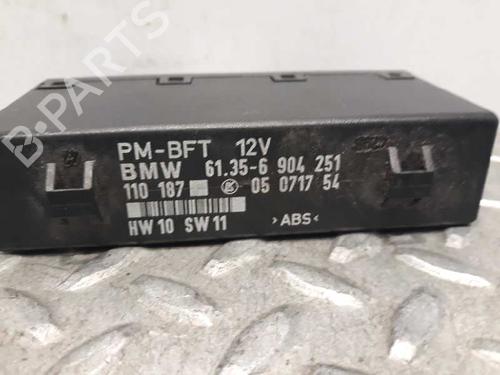 B-PARTS
PM-BFT 12V
BMW 61.35-6 904 251
110 187 05 0717 54
HW 10 SW 11 >ABS<